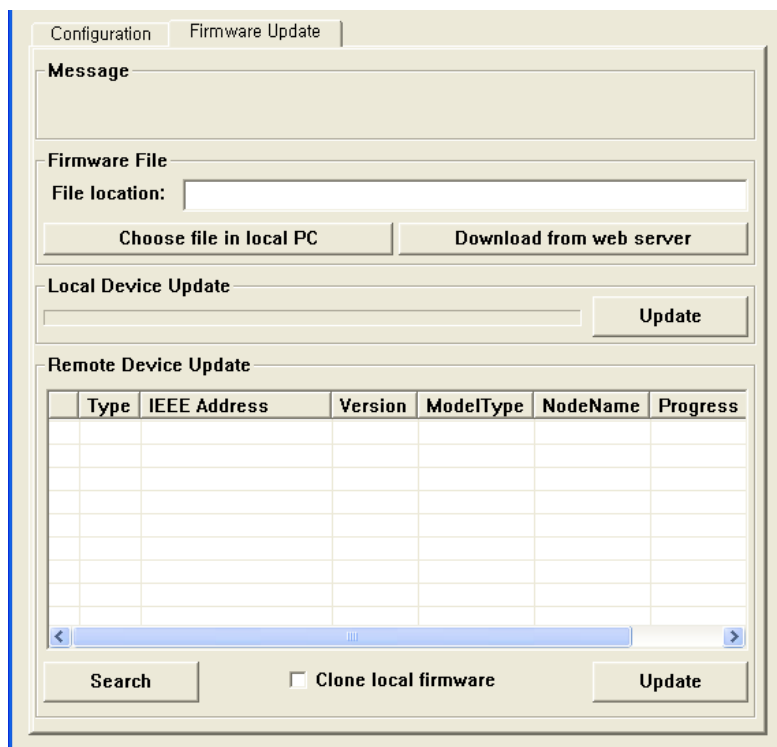 Configuration Firmware Update
Message
Firmware File
File location:
Choose file in local PC Download from web server
Local Device Update
Update
Remote Device Update
Type IEEE Address Version ModelType NodeName Progress
Search Clone local firmware Update